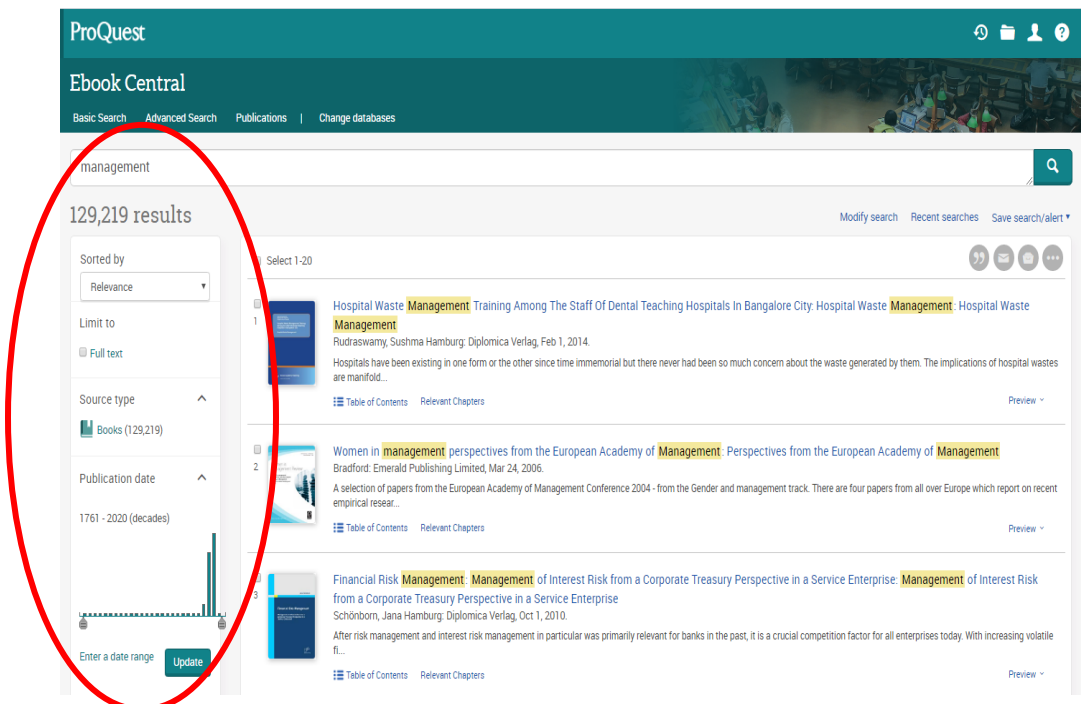 ProQuest
Ebook Central
Basic Search Advanced Search Publications | Change databases
management
129,219 results
Modify search Recent searches Save search/alert
Sorted by
Relevance
Limit to
Full text
Source type
Books (129,219)
Publication date
1761 - 2020 (decades)
Enter a date range Update
Select 1-20
1
Hospital Waste Management Training Among The Staff Of Dental Teaching Hospitals In Bangalore City: Hospital Waste Management: Hospital Waste
Management
Rudraswamy, Sushma Hamburg: Diplomica Verlag, Feb 1, 2014.
Hospitals have been existing in one form or the other since time immemorial but there never had been so much concern about the waste generated by them. The implications of hospital wastes
are manifold...
Table of Contents Relevant Chapters Preview
2
Women in management perspectives from the European Academy of Management: Perspectives from the European Academy of Management
Bradford: Emerald Publishing Limited, Mar 24, 2006.
A selection of papers from the European Academy of Management Conference 2004 - from the Gender and management track. There are four papers from all over Europe which report on recent
empirical resear...
Table of Contents Relevant Chapters Preview
3
Financial Risk Management: Management of Interest Risk from a Corporate Treasury Perspective in a Service Enterprise: Management of Interest Risk
from a Corporate Treasury Perspective in a Service Enterprise
Schönborn, Jana Hamburg: Diplomica Verlag, Oct 1, 2010.
After risk management and interest risk management in particular was primarily relevant for banks in the past, it is a crucial competition factor for all enterprises today. With increasing volatile
fi...
Table of Contents Relevant Chapters Preview